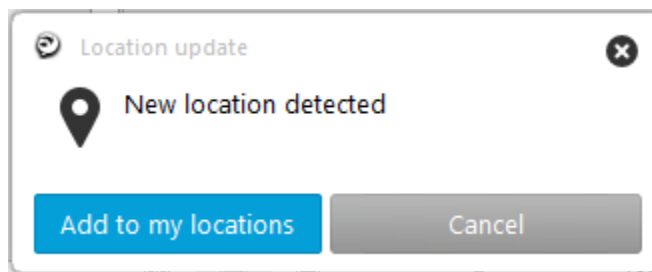 Location update
New location detected
Add to my locations
Cancel